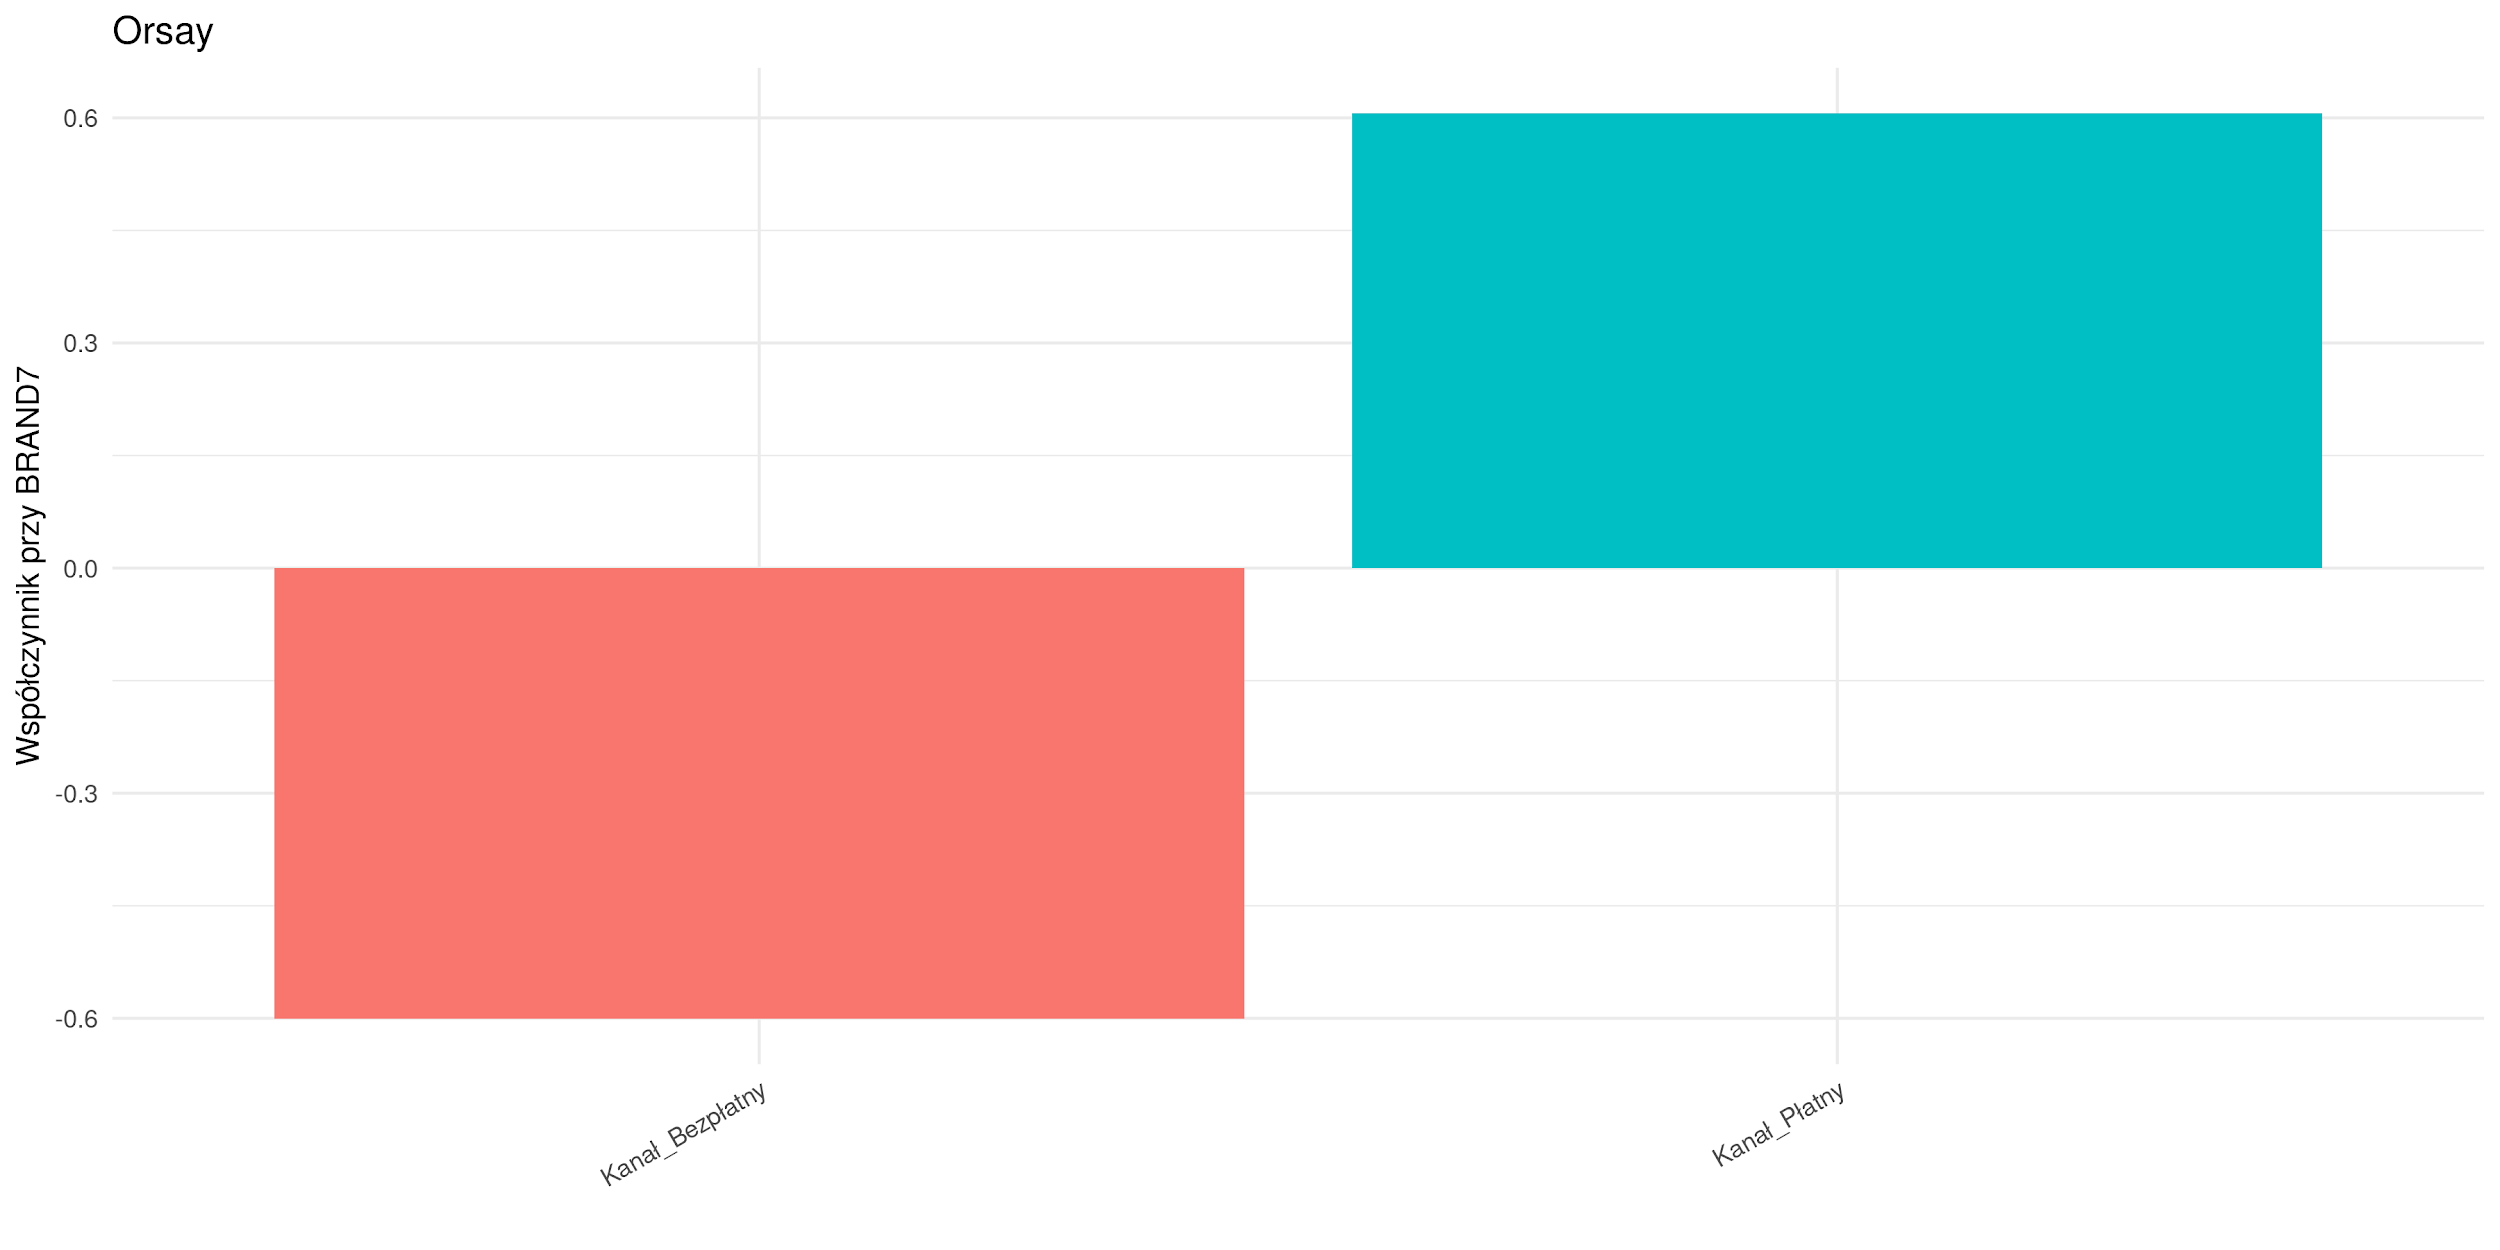 Orsay
Współczynnik przy BRAND7
0.6
0.3
0.0
-0.3
-0.6
Kanał_Bezpłatny
Kanał_Płatny